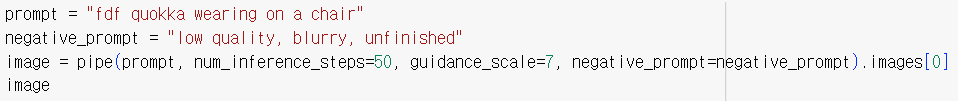 prompt = "fdf quokka wearing on a chair"
negative_prompt = "low quality, blurry, unfinished"
image = pipe(prompt, num_inference_steps=50, guidance_scale=7, negative_prompt=negative_prompt).images[0]
image